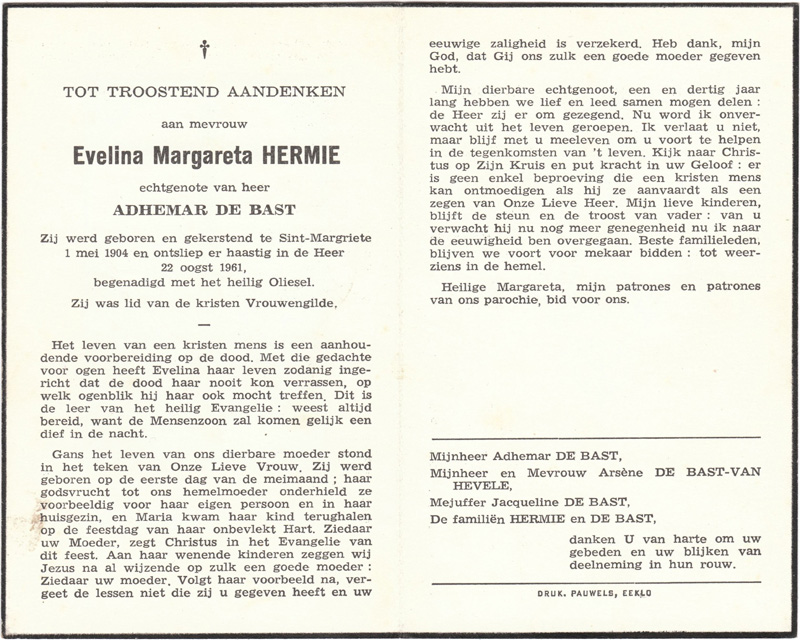 TOT TROOSTEND AANDENKEN
aan mevrouw
Evelina Margareta HERMIE
echtgenote van heer
ADHEMAR DE BAST
Zij werd geboren en gekerstend te Sint-Margriete
1 mei 1904 en ontsliep er haastig in de Heer
22 oogst 1961,
begenadigd met het heilig Oliesel.
Zij was lid van de kristen Vrouwengilde.
—
Het leven van een kristen mens is een aanhou-
dende voorbereiding op de dood. Met die gedachte
voor ogen heeft Evelina haar leven zodanig inge-
richt dat de dood haar nooit kon verrassen, op
welk ogenblik hij haar ook mocht treffen. Dit is
de leer van het heilig Evangelie : weest altijd
bereid, want de Mensenzoon zal komen gelijk een
dief in de nacht.
Gans het leven van ons dierbare moeder stond
in het teken van Onze Lieve Vrouw. Zij werd
geboren op de eerste dag van de meimaand ; haar
godsvrucht tot ons hemelmoeder onderhield ze
voorbeeldig voor haar eigen persoon en in haar
huisgezin, en Maria kwam haar kind terughalen
op de feestdag van haar onbevlekt Hart. Ziedaar
uw Moeder, zegt Christus in het Evangelie van
dit feest. Aan haar wenende kinderen zeggen wij
Jezus na al wijzende op zulk een goede moeder :
Ziedaar uw moeder. Volgt haar voorbeeld na, ver-
geet de lessen niet die zij u gegeven heeft en uw
eeuwige zaligheid is verzekerd. Heb dank, mijn
God, dat Gij ons zulk een goede moeder gegeven
hebt.
Mijn dierbare echtgenoot, een en dertig jaar
lang hebben we lief en leed samen mogen delen :
de Heer zij er om gezegend. Nu word ik onver-
wacht uit het leven geroepen. Ik verlaat u niet,
maar blijf met u meeleven om u voort te helpen
in de tegenkomsten van 't leven. Kijk naar Chris-
tus op Zijn Kruis en put kracht in uw Geloof : er
is geen enkel beproeving die een kristen mens
kan ontmoedigen als hij ze aanvaardt als een
zegen van Onze Lieve Heer. Mijn lieve kinderen,
blijft de steun en de troost van vader : van u
verwacht hij nu nog meer genegenheid nu ik naar
de eeuwigheid ben overgegaan. Beste familieleden,
blijven we voort voor mekaar bidden : tot weer-
ziens in de hemel.
Heilige Margareta, mijn patrones en patrones
van ons parochie, bid voor ons.
Mijnheer Adhemar DE BAST,
Mijnheer en Mevrouw Arsène DE BAST-VAN
HEVELE,
Mejuffer Jacqueline DE BAST,
De familiën HERMIE en DE BAST,
danken U van harte om uw
gebeden en uw blijken van
deelneming in hun rouw.
DRUK. PAUWELS, EEKLO